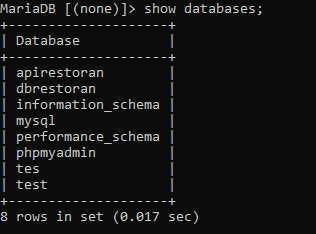 MariaDB [(none)]> show databases;
+--------------------+
| Database           |
+--------------------+
| apirestoran        |
| dbrestoran         |
| information_schema |
| mysql              |
| performance_schema |
| phpmyadmin         |
| tes                |
| test               |
+--------------------+
8 rows in set (0.017 sec)